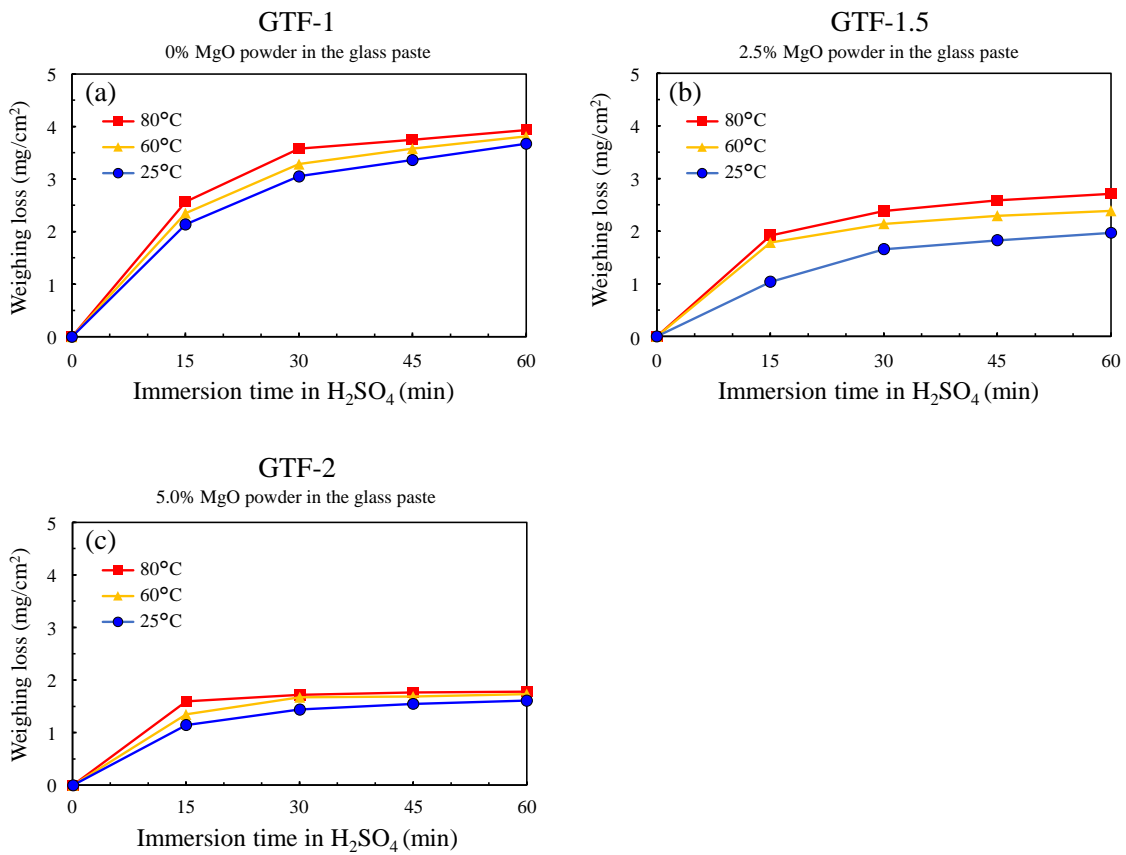 GTF-1
0% MgO powder in the glass paste
(a)
80°C
60°C
25°C
5
4
3
2
1
0
0 15 30 45 60
Weighing loss (mg/cm²)
Immersion time in H₂SO₄ (min)
GTF-1.5
2.5% MgO powder in the glass paste
(b)
80°C
60°C
25°C
5
4
3
2
1
0
0 15 30 45 60
Weighing loss (mg/cm²)
Immersion time in H₂SO₄ (min)
GTF-2
5.0% MgO powder in the glass paste
(c)
80°C
60°C
25°C
5
4
3
2
1
0
0 15 30 45 60
Weighing loss (mg/cm²)
Immersion time in H₂SO₄ (min)